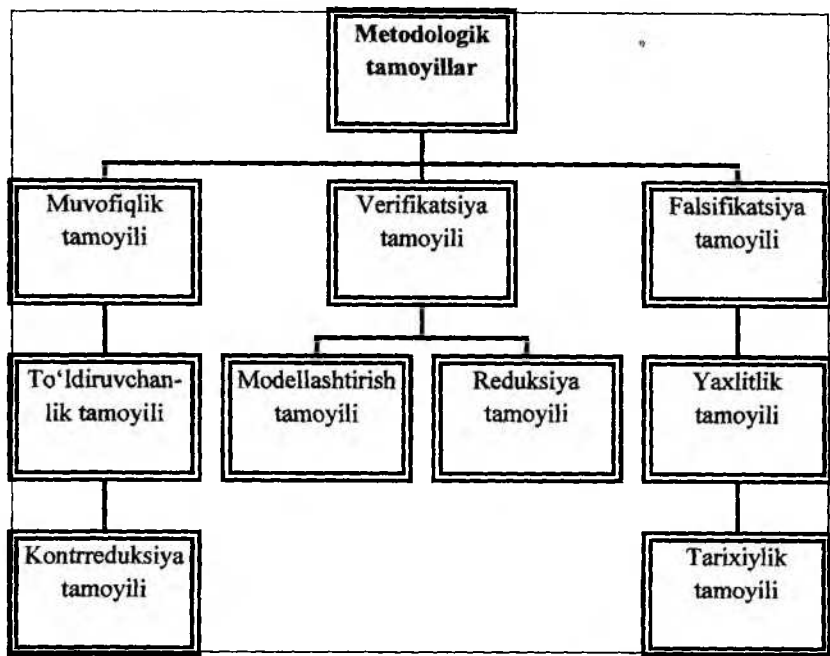 Metodologik
tamoyillar
Muvofiqlik
tamoyili
Verifikatsiya
tamoyili
Falsifikatsiya
tamoyili
To‘ldiruvchan-
lik tamoyili
Modellashtirish
tamoyili
Reduksiya
tamoyili
Yaxlitlik
tamoyili
Kontrreduksiya
tamoyili
Tarixiylik
tamoyili